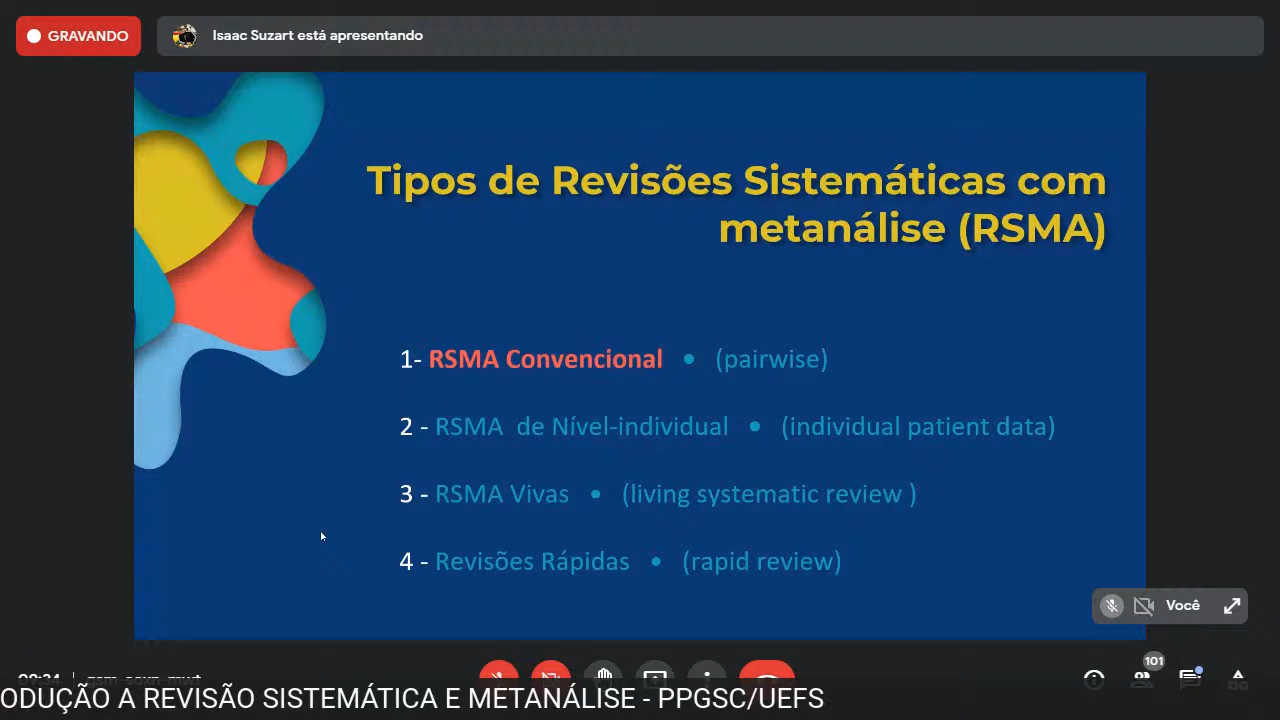 GRAVANDO
Isaac Suzart está apresentando
Tipos de Revisões Sistemáticas com
metanálise (RSMA)
1- RSMA Convencional • (pairwise)
2 - RSMA de Nível-individual • (individual patient data)
3 - RSMA Vivas • (living systematic review )
4 - Revisões Rápidas • (rapid review)
Você
101
ODUÇÃO A REVISÃO SISTEMÁTICA E METANÁLISE - PPGSC/UEFS